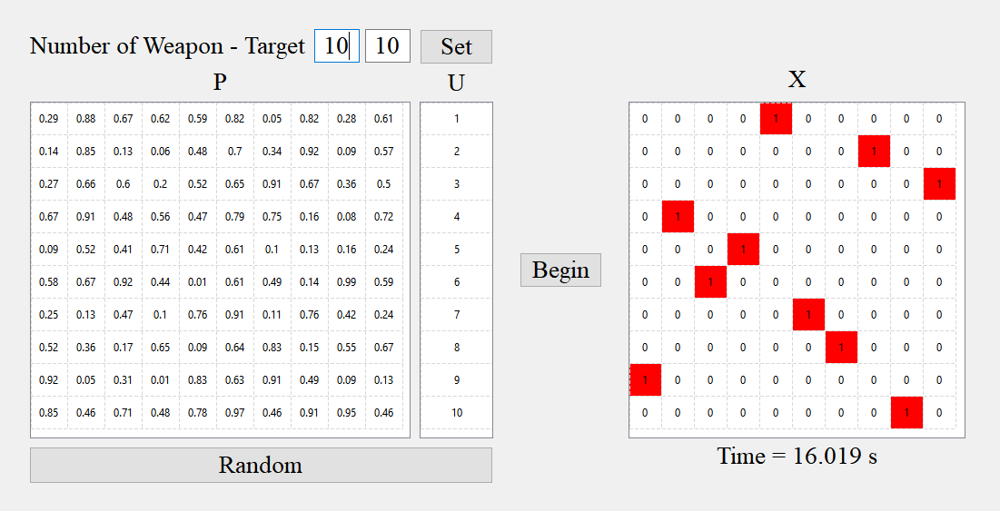 Number of Weapon - Target 10 10 Set
P U X
0.29 0.88 0.67 0.62 0.59 0.82 0.05 0.82 0.28 0.61 1 0 0 0 0 1 0 0 0 0 0
0.14 0.85 0.13 0.06 0.48 0.7 0.34 0.92 0.09 0.57 2 0 0 0 0 0 0 0 1 0 0
0.27 0.66 0.6 0.2 0.52 0.65 0.91 0.67 0.36 0.5 3 0 0 0 0 0 0 0 0 0 1
0.67 0.91 0.48 0.56 0.47 0.79 0.75 0.16 0.08 0.72 4 0 1 0 0 0 0 0 0 0 0
0.09 0.52 0.41 0.71 0.42 0.61 0.1 0.13 0.16 0.24 5 0 0 0 1 0 0 0 0 0 0
0.58 0.67 0.92 0.44 0.01 0.61 0.49 0.14 0.99 0.59 6 0 0 1 0 0 0 0 0 0 0
Begin
0.25 0.13 0.47 0.1 0.76 0.91 0.11 0.76 0.42 0.24 7 0 0 0 0 0 1 0 0 0 0
0.52 0.36 0.17 0.65 0.09 0.64 0.83 0.15 0.55 0.67 8 0 0 0 0 0 0 1 0 0 0
0.92 0.05 0.31 0.01 0.83 0.63 0.91 0.49 0.09 0.13 9 1 0 0 0 0 0 0 0 0 0
0.85 0.46 0.71 0.48 0.78 0.97 0.46 0.91 0.95 0.46 10 0 0 0 0 0 0 0 0 1 0
Random
Time = 16.019 s